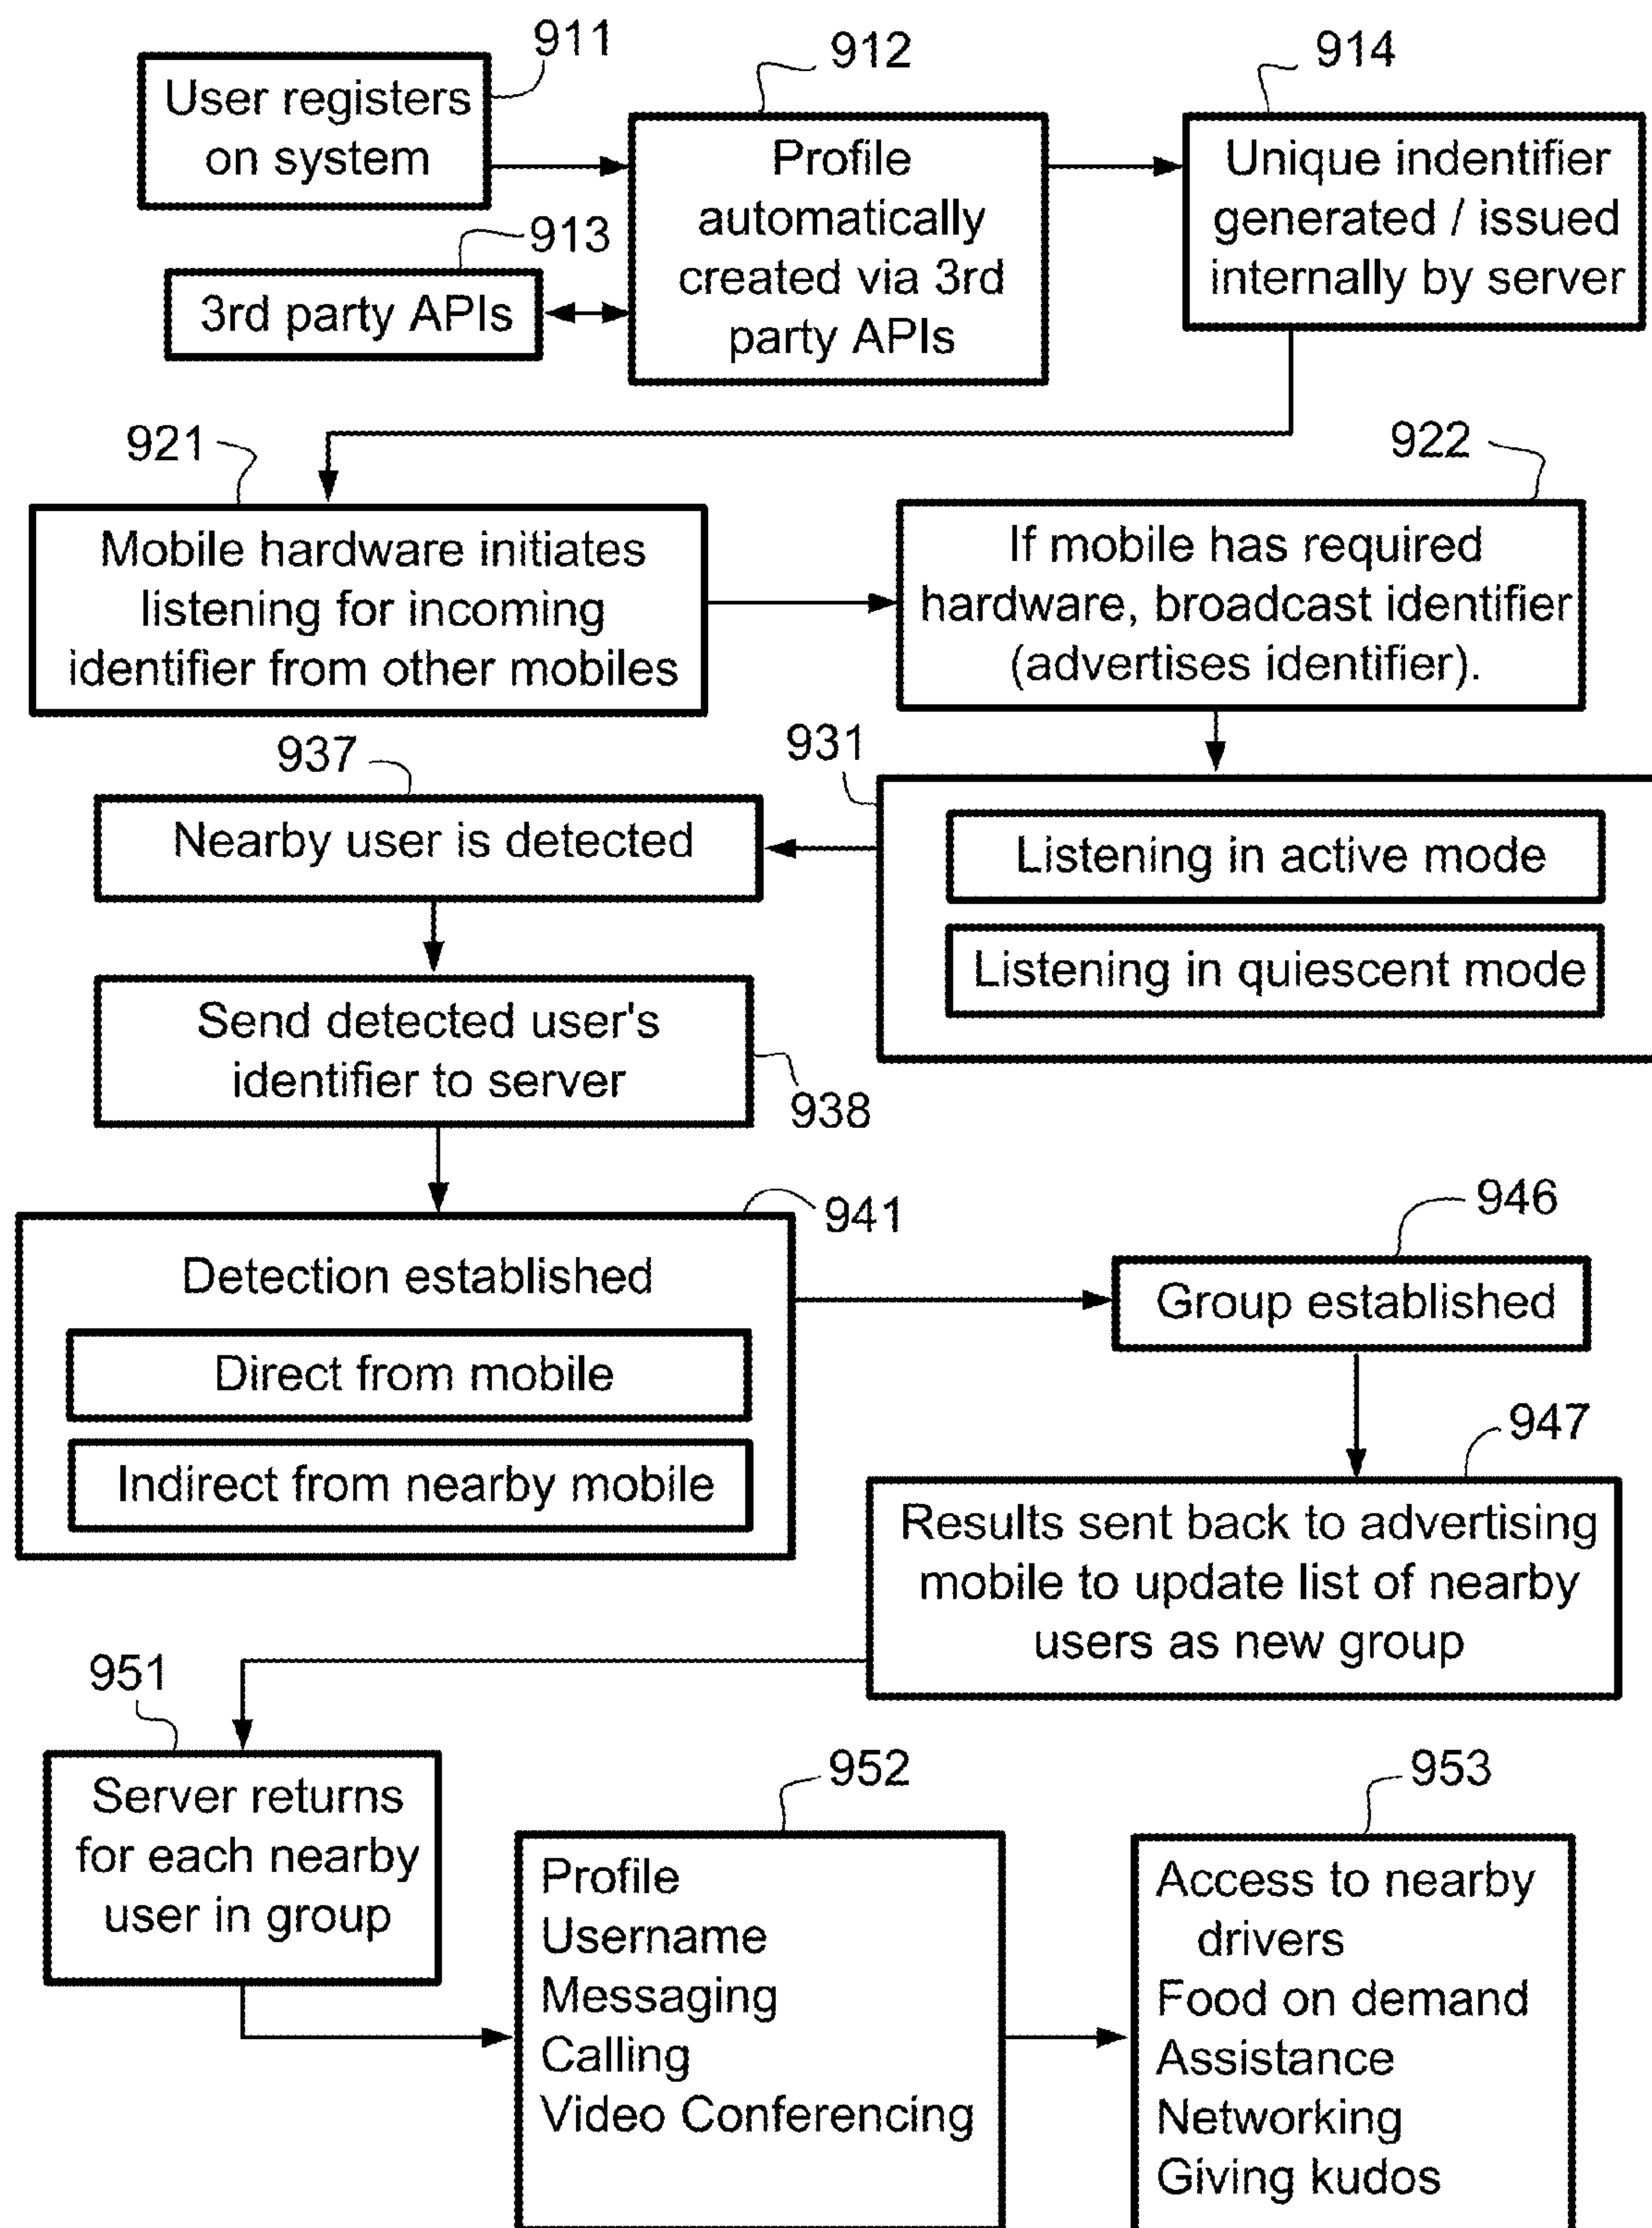 911
User registers
on system
912
Profile
automatically
created via 3rd
party APIs
914
Unique indentifier
generated / issued
internally by server
913
3rd party APIs
921
Mobile hardware initiates
listening for incoming
identifier from other mobiles
922
If mobile has required
hardware, broadcast identifier
(advertises identifier).
931
Listening in active mode
Listening in quiescent mode
937
Nearby user is detected
Send detected user's
identifier to server
938
941
Detection established
Direct from mobile
Indirect from nearby mobile
946
Group established
947
Results sent back to advertising
mobile to update list of nearby
users as new group
951
Server returns
for each nearby
user in group
952
Profile
Username
Messaging
Calling
Video Conferencing
953
Access to nearby
drivers
Food on demand
Assistance
Networking
Giving kudos